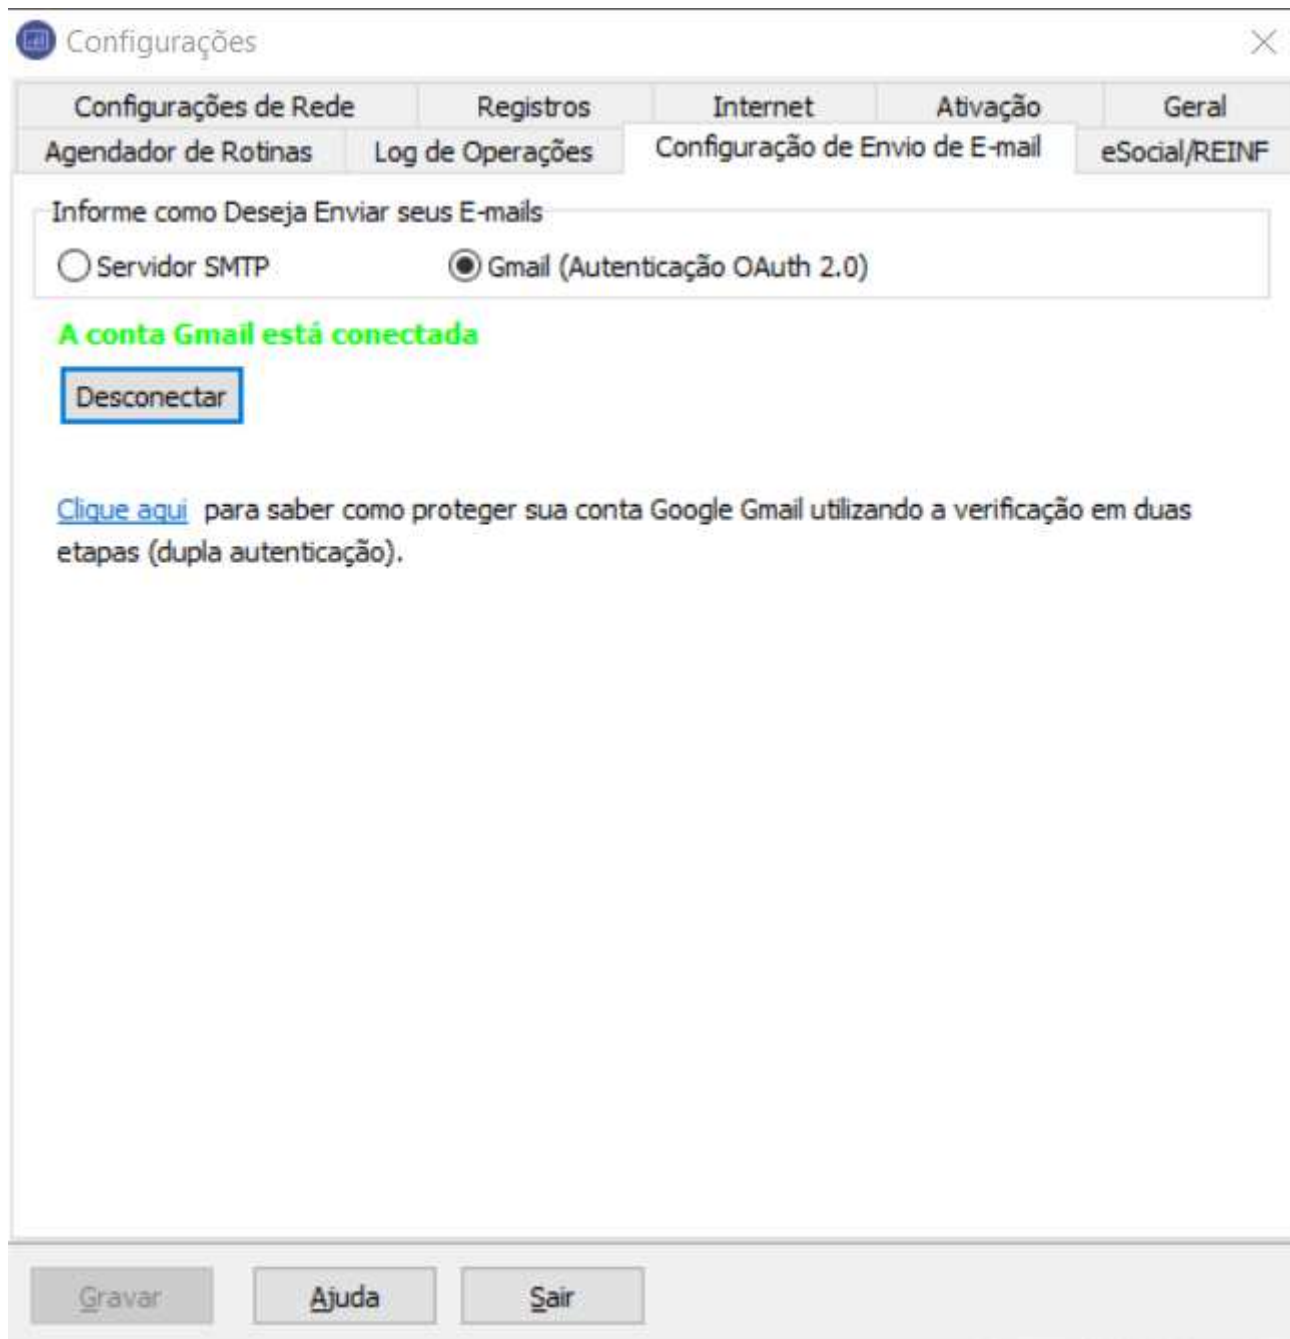 Configurações
Configurações de Rede Registros Internet Ativação Geral
Agendador de Rotinas Log de Operações Configuração de Envio de E-mail eSocial/REINF
Informe como Deseja Enviar seus E-mails
Servidor SMTP Gmail (Autenticação OAuth 2.0)
A conta Gmail está conectada
Desconectar
Clique aqui para saber como proteger sua conta Google Gmail utilizando a verificação em duas
etapas (dupla autenticação).
Gravar Ajuda Sair